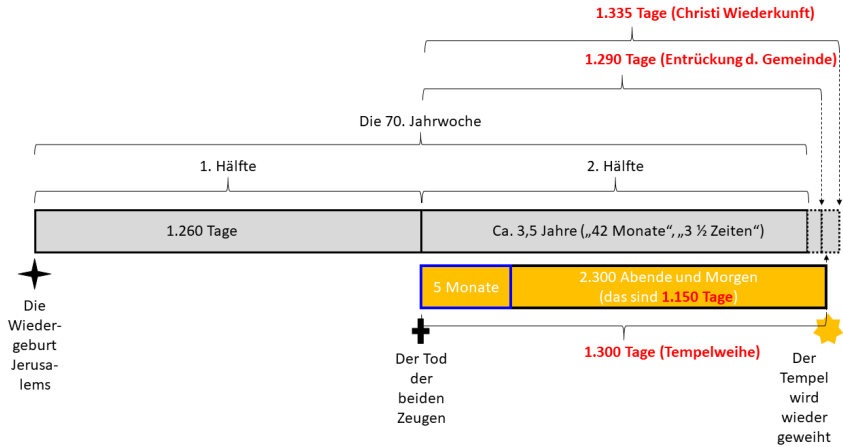 1.335 Tage (Christi Wiederkunft)
1.290 Tage (Entrückung d. Gemeinde)
Die 70. Jahrwoche
1. Hälfte
2. Hälfte
1.260 Tage
Ca. 3,5 Jahre („42 Monate“, „3 ½ Zeiten“)
5 Monate
2.300 Abende und Morgen
(das sind 1.150 Tage)
1.300 Tage (Tempelweihe)
Die
Wieder-
geburt
Jerusa-
lems
Der Tod
der
beiden
Zeugen
Der
Tempel
wird
wieder
geweiht